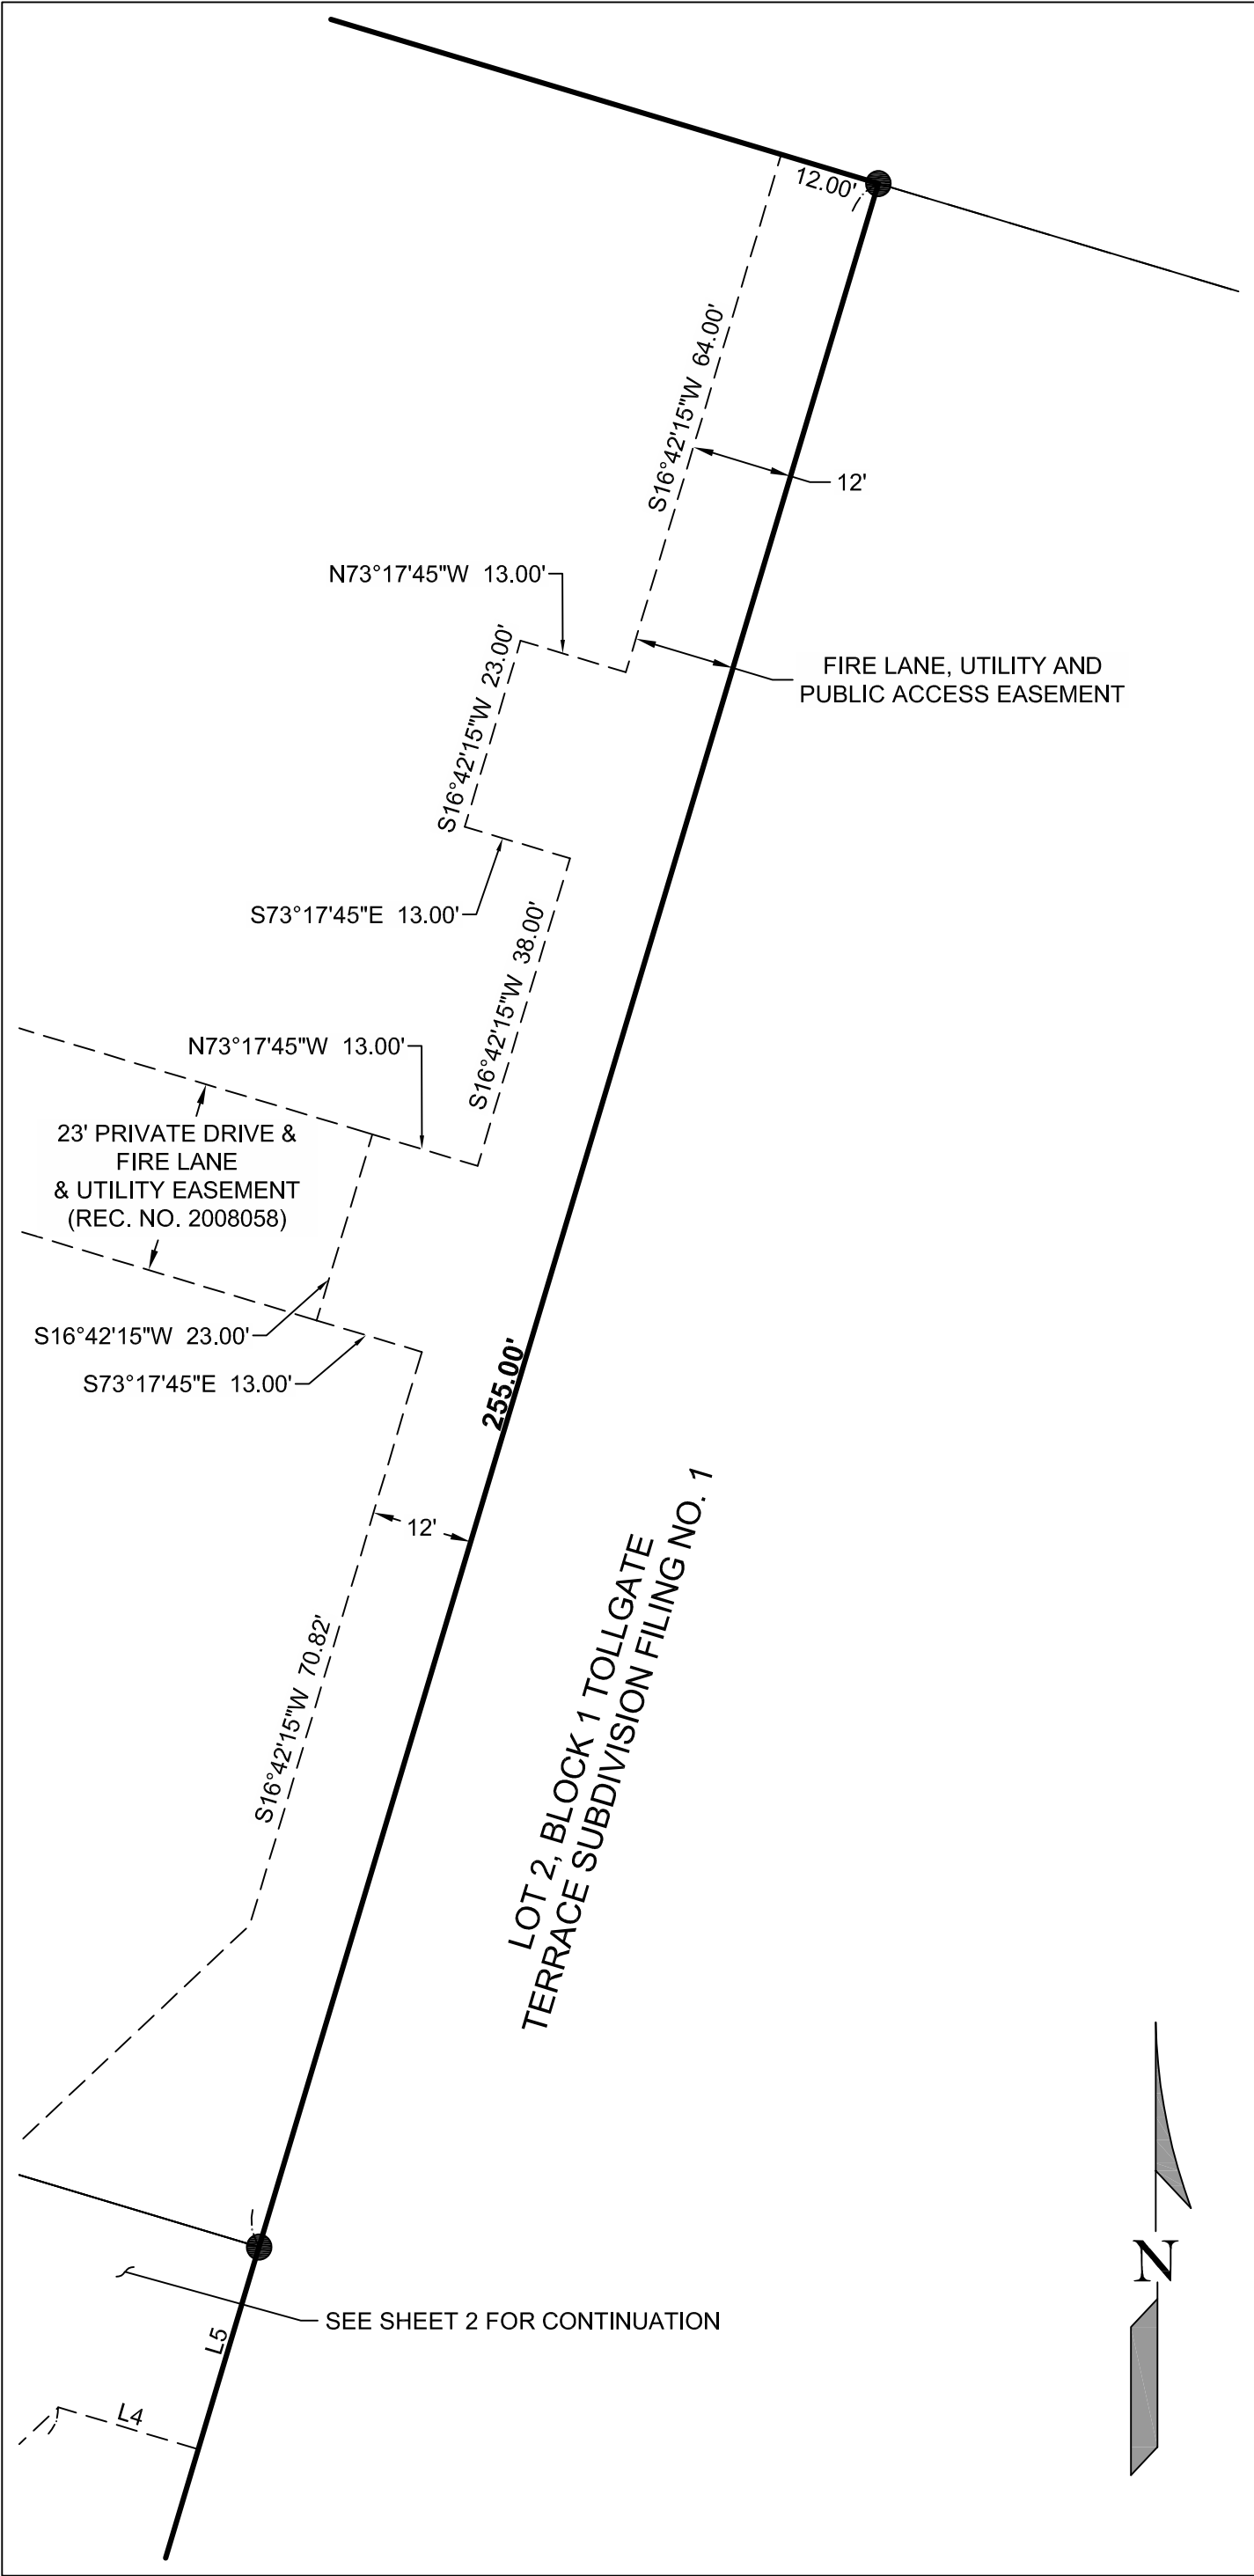 12.00'
S16°42'15"W 64.00'
12'
N73°17'45"W 13.00'
S16°42'15"W 23.00'
FIRE LANE, UTILITY AND
PUBLIC ACCESS EASEMENT
S73°17'45"E 13.00'
S16°42'15"W 38.00'
N73°17'45"W 13.00'
23' PRIVATE DRIVE &
FIRE LANE
& UTILITY EASEMENT
(REC. NO. 2008058)
S16°42'15"W 23.00'
S73°17'45"E 13.00'
255.00'
12'
S16°42'15"W 70.82'
LOT 2, BLOCK 1 TOLLGATE
TERRACE SUBDIVISION FILING NO. 1
N
SEE SHEET 2 FOR CONTINUATION
L5
L4